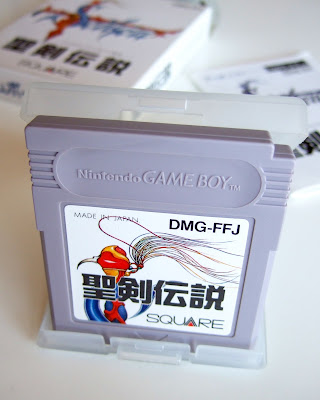 聖剣伝説
SQUARE
Nintendo GAME BOY TM
MADE IN JAPAN
DMG-FFJ
聖剣伝説
SQUARE